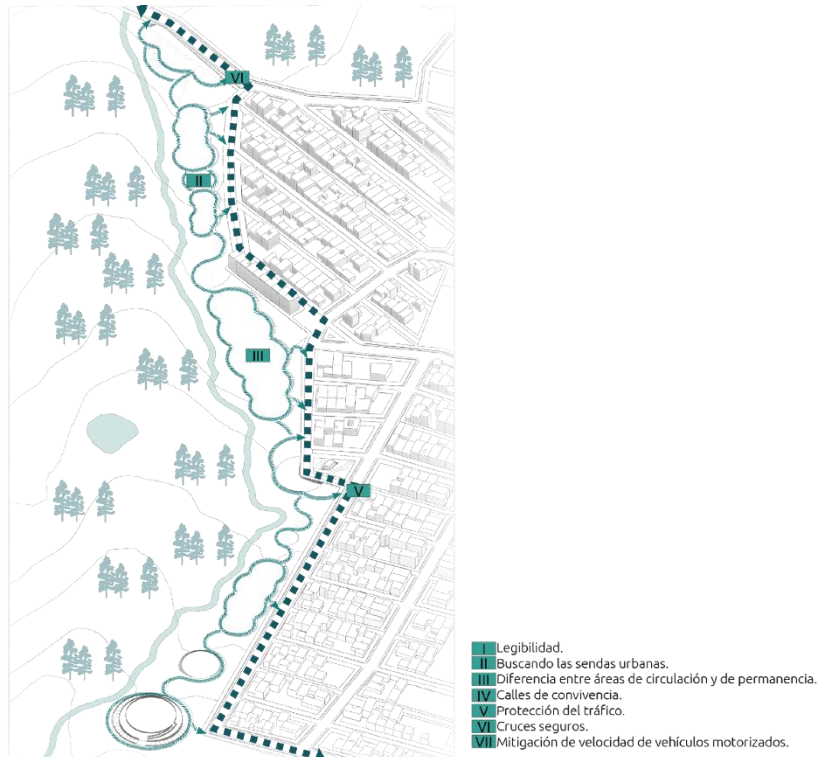 VI
II
III
V
I Legibilidad.
II Buscando las sendas urbanas.
III Diferencia entre áreas de circulación y de permanencia.
IV Calles de convivencia.
V Protección del tráfico.
VI Cruces seguros.
VII Mitigación de velocidad de vehículos motorizados.